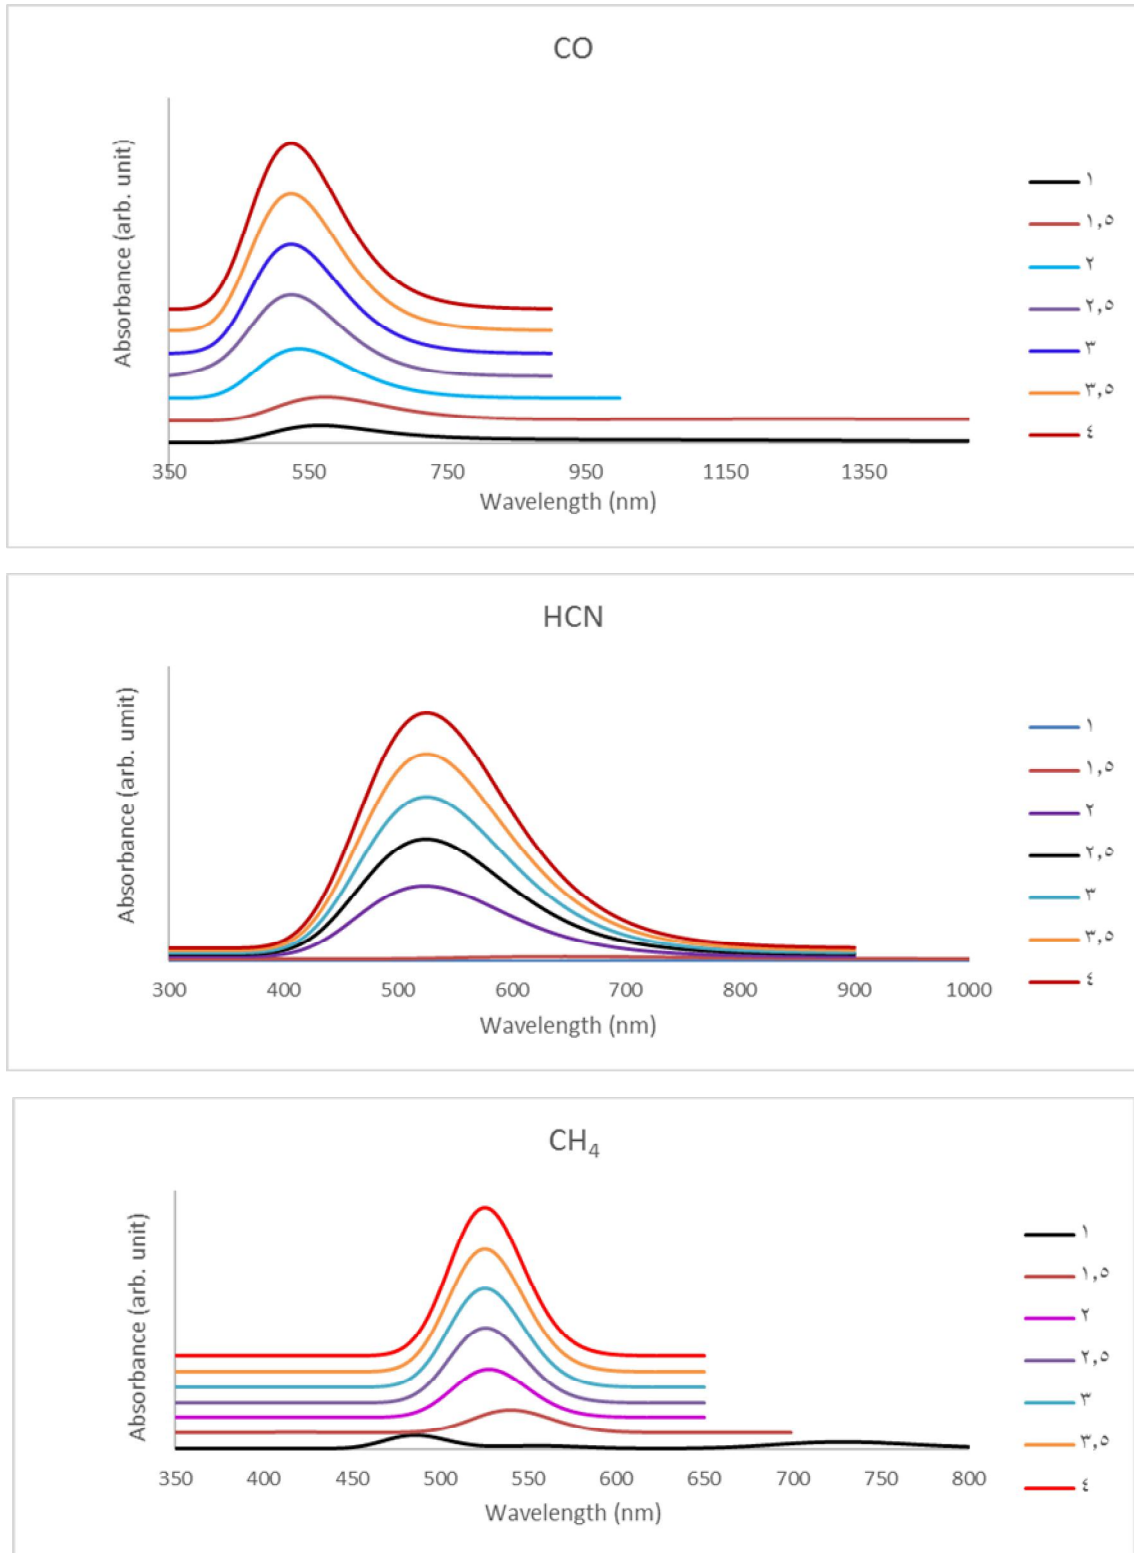 CO
Absorbance (arb. unit)
350 550 750 950 1150 1350
Wavelength (nm)
١
١,٥
٢
٢,٥
٣
٣,٥
٤
HCN
Absorbance (arb. umit)
300 400 500 600 700 800 900 1000
Wavelength (nm)
١
١,٥
٢
٢,٥
٣
٣,٥
٤
CH₄
Absorbance (arb. unit)
350 400 450 500 550 600 650 700 750 800
Wavelength (nm)
١
١,٥
٢
٢,٥
٣
٣,٥
٤